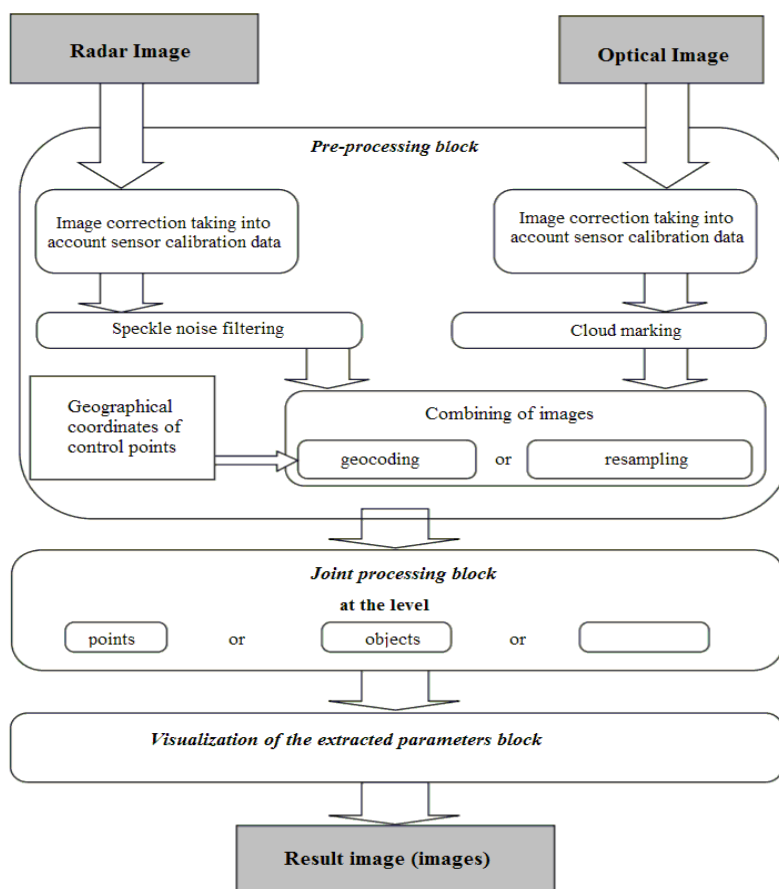 Radar Image
Optical Image
Pre-processing block
Image correction taking into
account sensor calibration data
Image correction taking into
account sensor calibration data
Speckle noise filtering
Cloud marking
Geographical
coordinates of
control points
Combining of images
geocoding or resampling
Joint processing block
at the level
points or objects or
Visualization of the extracted parameters block
Result image (images)